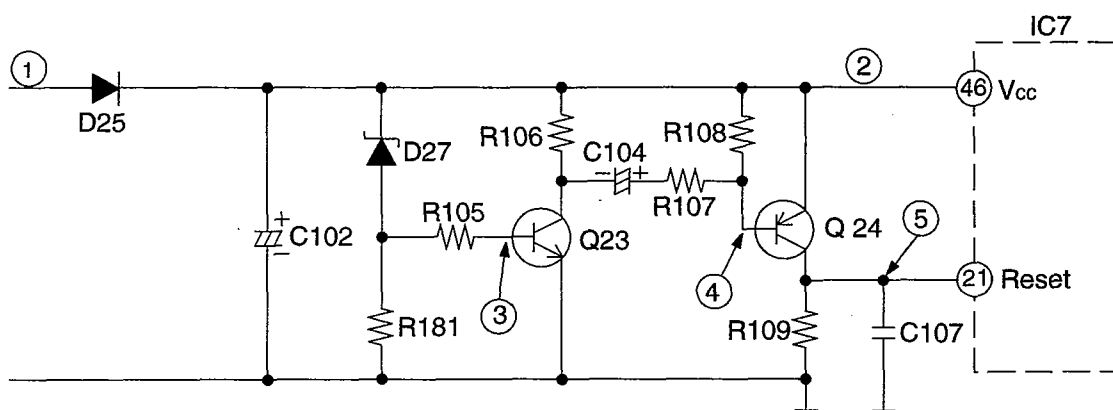 IC7
1
2
46 Vcc
D25
R106
R108
D27
C104
R107
R105
Q23
Q 24
5
C102
3
4
21 Reset
R181
R109
C107
+
-
- +